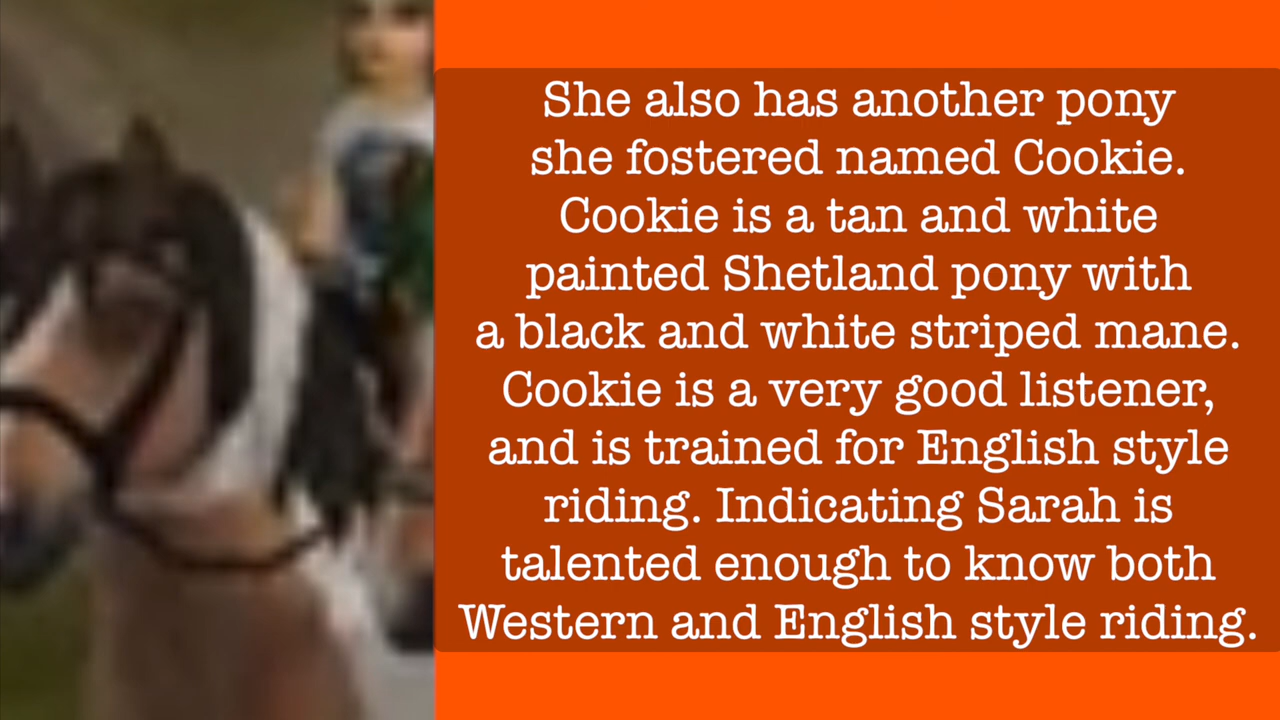 She also has another pony
she fostered named Cookie.
Cookie is a tan and white
painted Shetland pony with
a black and white striped mane.
Cookie is a very good listener,
and is trained for English style
riding. Indicating Sarah is
talented enough to know both
Western and English style riding.